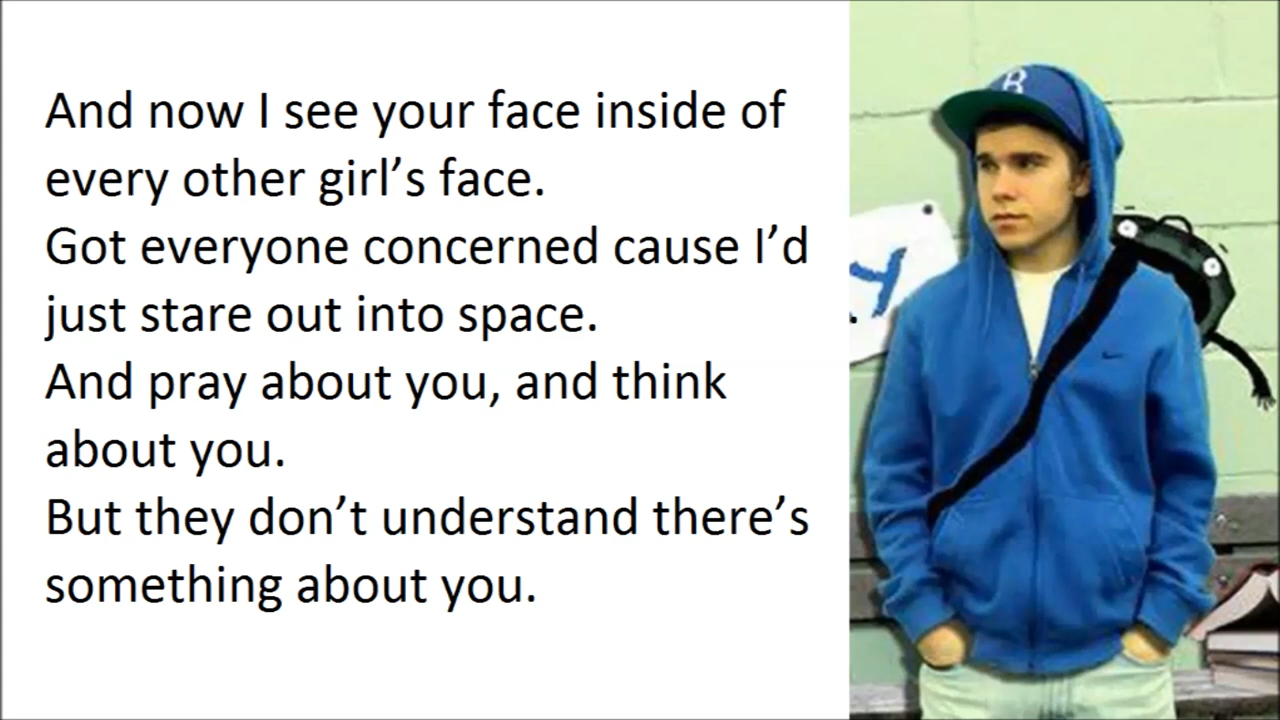 And now I see your face inside of
every other girl’s face.
Got everyone concerned cause I’d
just stare out into space.
And pray about you, and think
about you.
But they don’t understand there’s
something about you.
B
Y